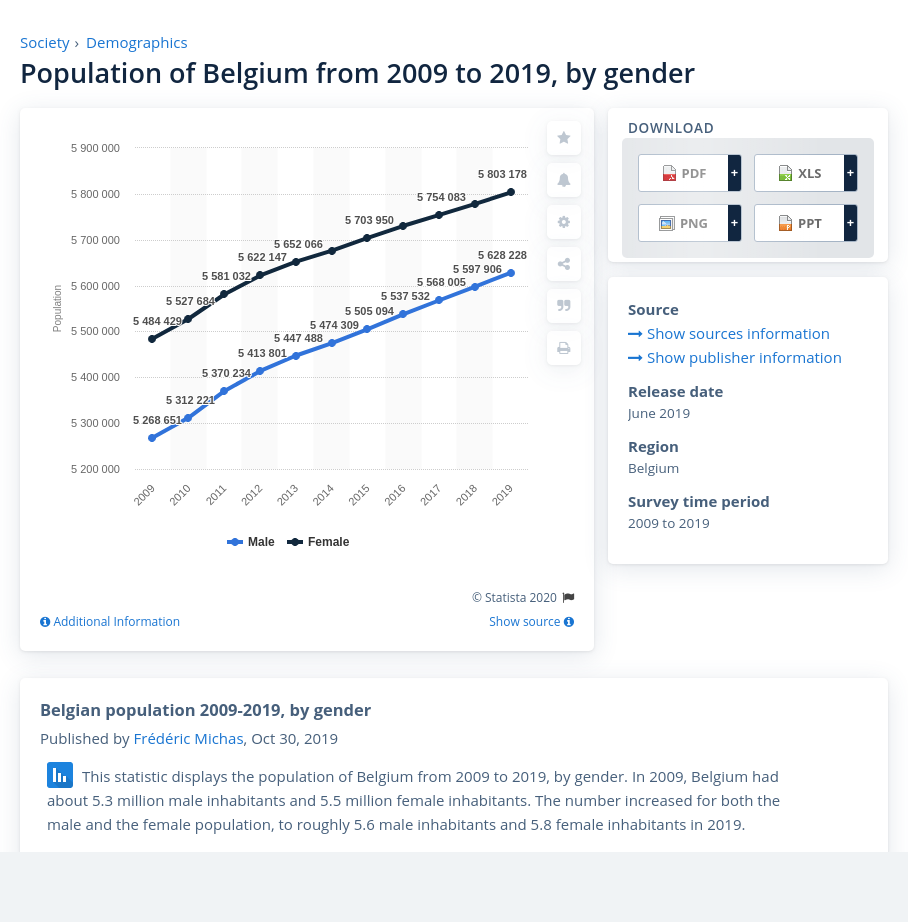 Society › Demographics
Population of Belgium from 2009 to 2019, by gender
5 900 000
5 800 000
5 700 000
5 600 000
5 500 000
5 400 000
5 300 000
5 200 000
Population
5 803 178
5 754 083
5 703 950
5 652 066
5 622 147
5 581 032
5 527 684
5 484 429
5 628 228
5 597 906
5 568 005
5 537 532
5 505 094
5 474 309
5 447 488
5 413 801
5 370 234
5 312 221
5 268 651
2009 2010 2011 2012 2013 2014 2015 2016 2017 2018 2019
Male Female
© Statista 2020
Additional Information Show source
DOWNLOAD
PDF + XLS +
PNG + PPT +
Source
Show sources information
Show publisher information
Release date
June 2019
Region
Belgium
Survey time period
2009 to 2019
Belgian population 2009-2019, by gender
Published by Frédéric Michas, Oct 30, 2019
This statistic displays the population of Belgium from 2009 to 2019, by gender. In 2009, Belgium had
about 5.3 million male inhabitants and 5.5 million female inhabitants. The number increased for both the
male and the female population, to roughly 5.6 male inhabitants and 5.8 female inhabitants in 2019.